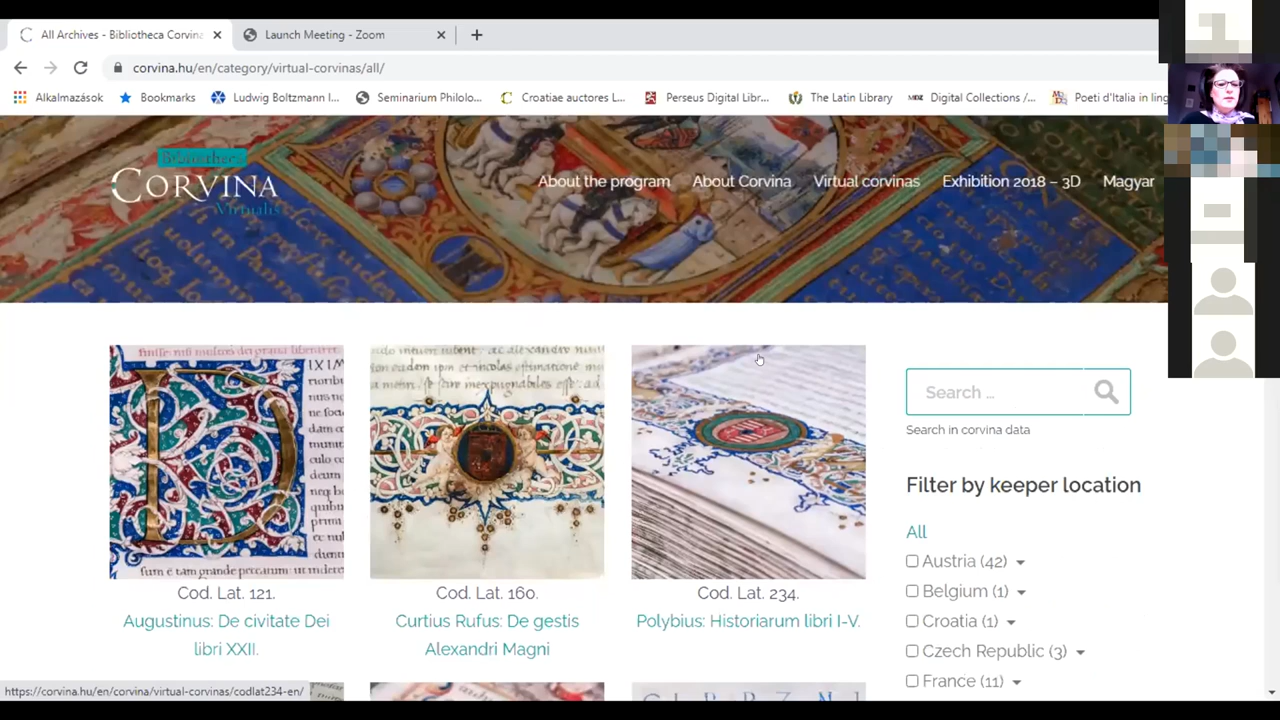 All Archives - Bibliotheca Corvina
Launch Meeting - Zoom
corvina.hu/en/category/virtual-corvinas/all/
Alkalmazások
Bookmarks
Ludwig Boltzmann I...
Seminarium Philolo...
Croatiae auctores L...
Perseus Digital Libr...
The Latin Library
Digital Collections /...
Poeti d'Italia in ling
Bibliotheca
CORVINA
Virtualis
About the program
About Corvina
Virtual corvinas
Exhibition 2018 – 3D
Magyar
Search ...
Search in corvina data
Filter by keeper location
All
Austria (42)
Belgium (1)
Croatia (1)
Czech Republic (3)
France (11)
Cod. Lat. 121.
Augustinus: De civitate Dei
libri XXII.
Cod. Lat. 160.
Curtius Rufus: De gestis
Alexandri Magni
Cod. Lat. 234.
Polybius: Historiarum libri I-V.
https://corvina.hu/en/corvina/virtual-corvinas/codlat234-en/